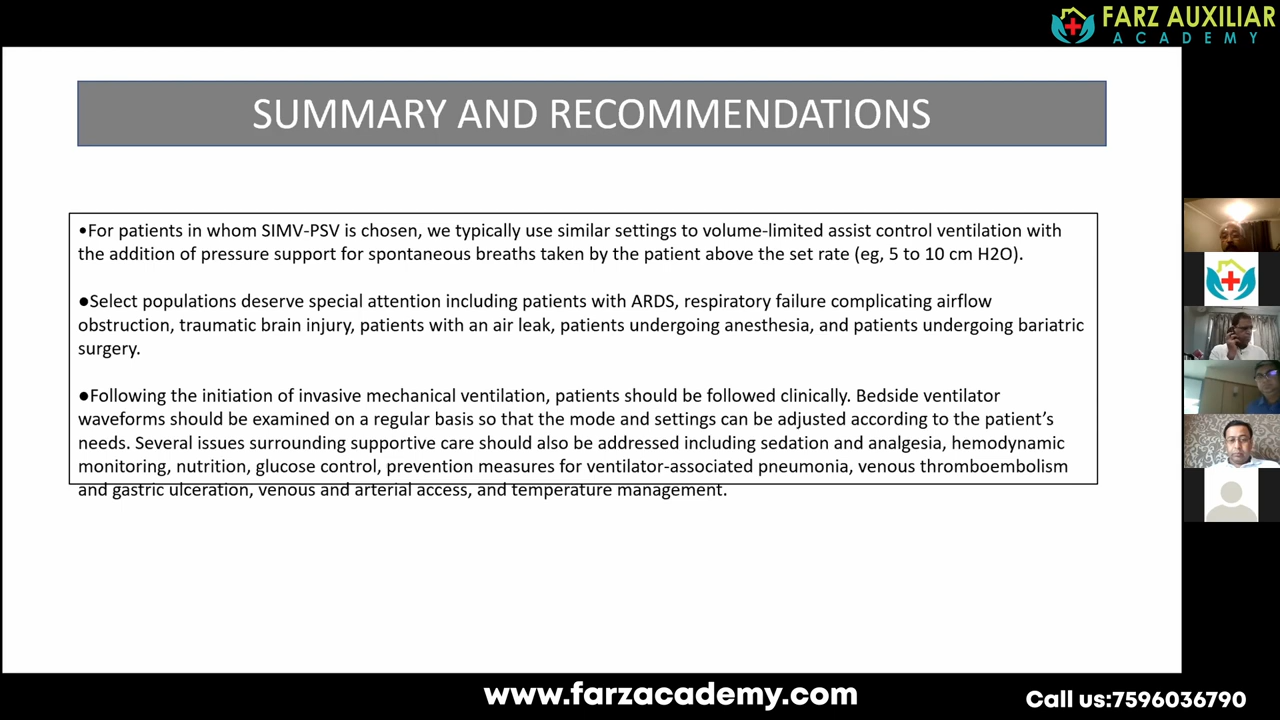 FARZ AUXILIAR
ACADEMY
SUMMARY AND RECOMMENDATIONS
•For patients in whom SIMV-PSV is chosen, we typically use similar settings to volume-limited assist control ventilation with
the addition of pressure support for spontaneous breaths taken by the patient above the set rate (eg, 5 to 10 cm H2O).
●Select populations deserve special attention including patients with ARDS, respiratory failure complicating airflow
obstruction, traumatic brain injury, patients with an air leak, patients undergoing anesthesia, and patients undergoing bariatric
surgery.
●Following the initiation of invasive mechanical ventilation, patients should be followed clinically. Bedside ventilator
waveforms should be examined on a regular basis so that the mode and settings can be adjusted according to the patient's
needs. Several issues surrounding supportive care should also be addressed including sedation and analgesia, hemodynamic
monitoring, nutrition, glucose control, prevention measures for ventilator-associated pneumonia, venous thromboembolism
and gastric ulceration, venous and arterial access, and temperature management.
www.farzacademy.com
Call us:7596036790